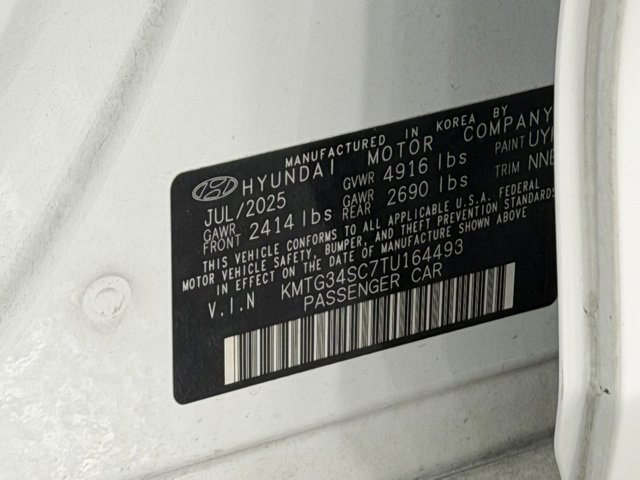 MANUFACTURED IN KOREA BY
HYUNDAI MOTOR COMPANY
JUL/2025 GVWR 4916 lbs PAINT
GAWR FRONT 2414 lbs GAWR REAR 2690 lbs TRIM
THIS VEHICLE CONFORMS TO ALL APPLICABLE U.S.A. FEDERAL
MOTOR VEHICLE SAFETY, BUMPER, AND THEFT PREVENTION STANDARDS
IN EFFECT ON THE DATE OF MANUFACTURE SHOWN ABOVE
V.I.N KMTG34SC7TU164493
PASSENGER CAR